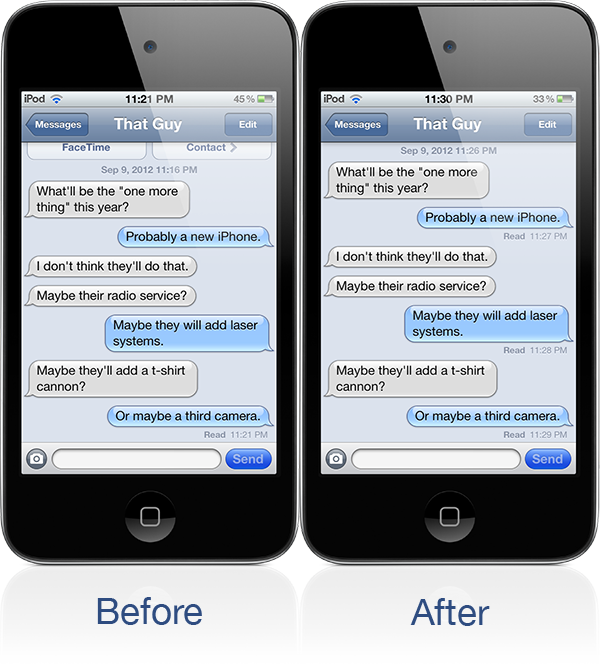 iPod 11:21 PM 45%
Messages That Guy Edit
FaceTime Contact
Sep 9, 2012 11:16 PM
What'll be the "one more
thing" this year?
Probably a new iPhone.
I don't think they'll do that.
Maybe their radio service?
Maybe they will add laser
systems.
Maybe they'll add a t-shirt
cannon?
Or maybe a third camera.
Read 11:21 PM
Send
Before
iPod 11:30 PM 33%
Messages That Guy Edit
Sep 9, 2012 11:26 PM
What'll be the "one more
thing" this year?
Probably a new iPhone.
Read 11:27 PM
I don't think they'll do that.
Maybe their radio service?
Maybe they will add laser
systems.
Read 11:28 PM
Maybe they'll add a t-shirt
cannon?
Or maybe a third camera.
Read 11:29 PM
Send
After